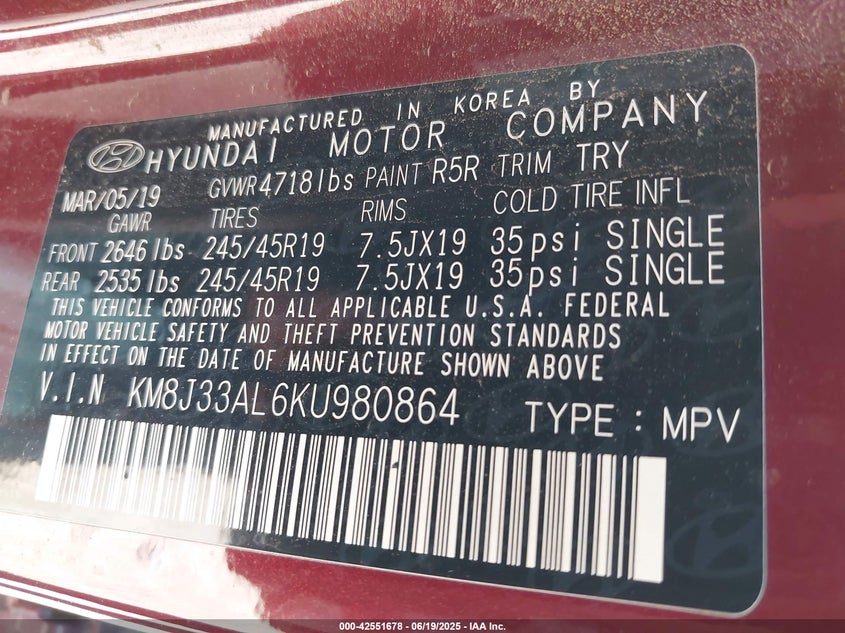 MANUFACTURED IN KOREA BY
HYUNDAI MOTOR COMPANY
MAR/05/19 GVWR 4718lbs PAINT R5R TRIM TRY
GAWR TIRES RIMS COLD TIRE INFL
FRONT 2646 lbs 245/45R19 7.5JX19 35psi SINGLE
REAR 2535 lbs 245/45R19 7.5JX19 35psi SINGLE
THIS VEHICLE CONFORMS TO ALL APPLICABLE U.S.A. FEDERAL
MOTOR VEHICLE SAFETY AND THEFT PREVENTION STANDARDS
IN EFFECT ON THE DATE OF MANUFACTURE SHOWN ABOVE
V.I.N KM8J33AL6KU980864 TYPE : MPV
000-42551678 - 06/19/2025 - IAA Inc.